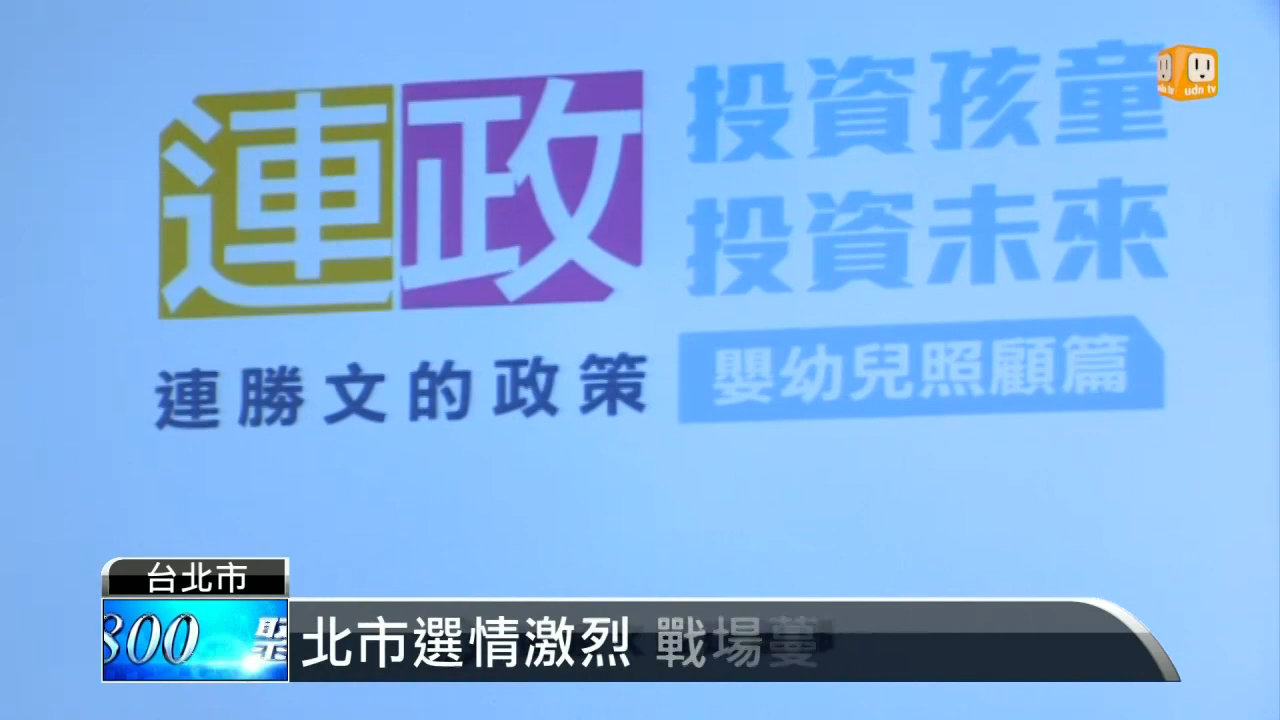 連政
投資孩童
投資未來
連勝文的政策
嬰幼兒照顧篇
udn tv
台北市
800
北市選情激烈 戰場蔓